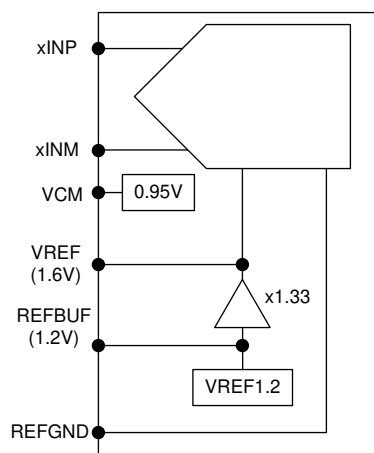 xINP
xINM
VCM
0.95V
VREF
(1.6V)
x1.33
REFBUF
(1.2V)
VREF1.2
REFGND